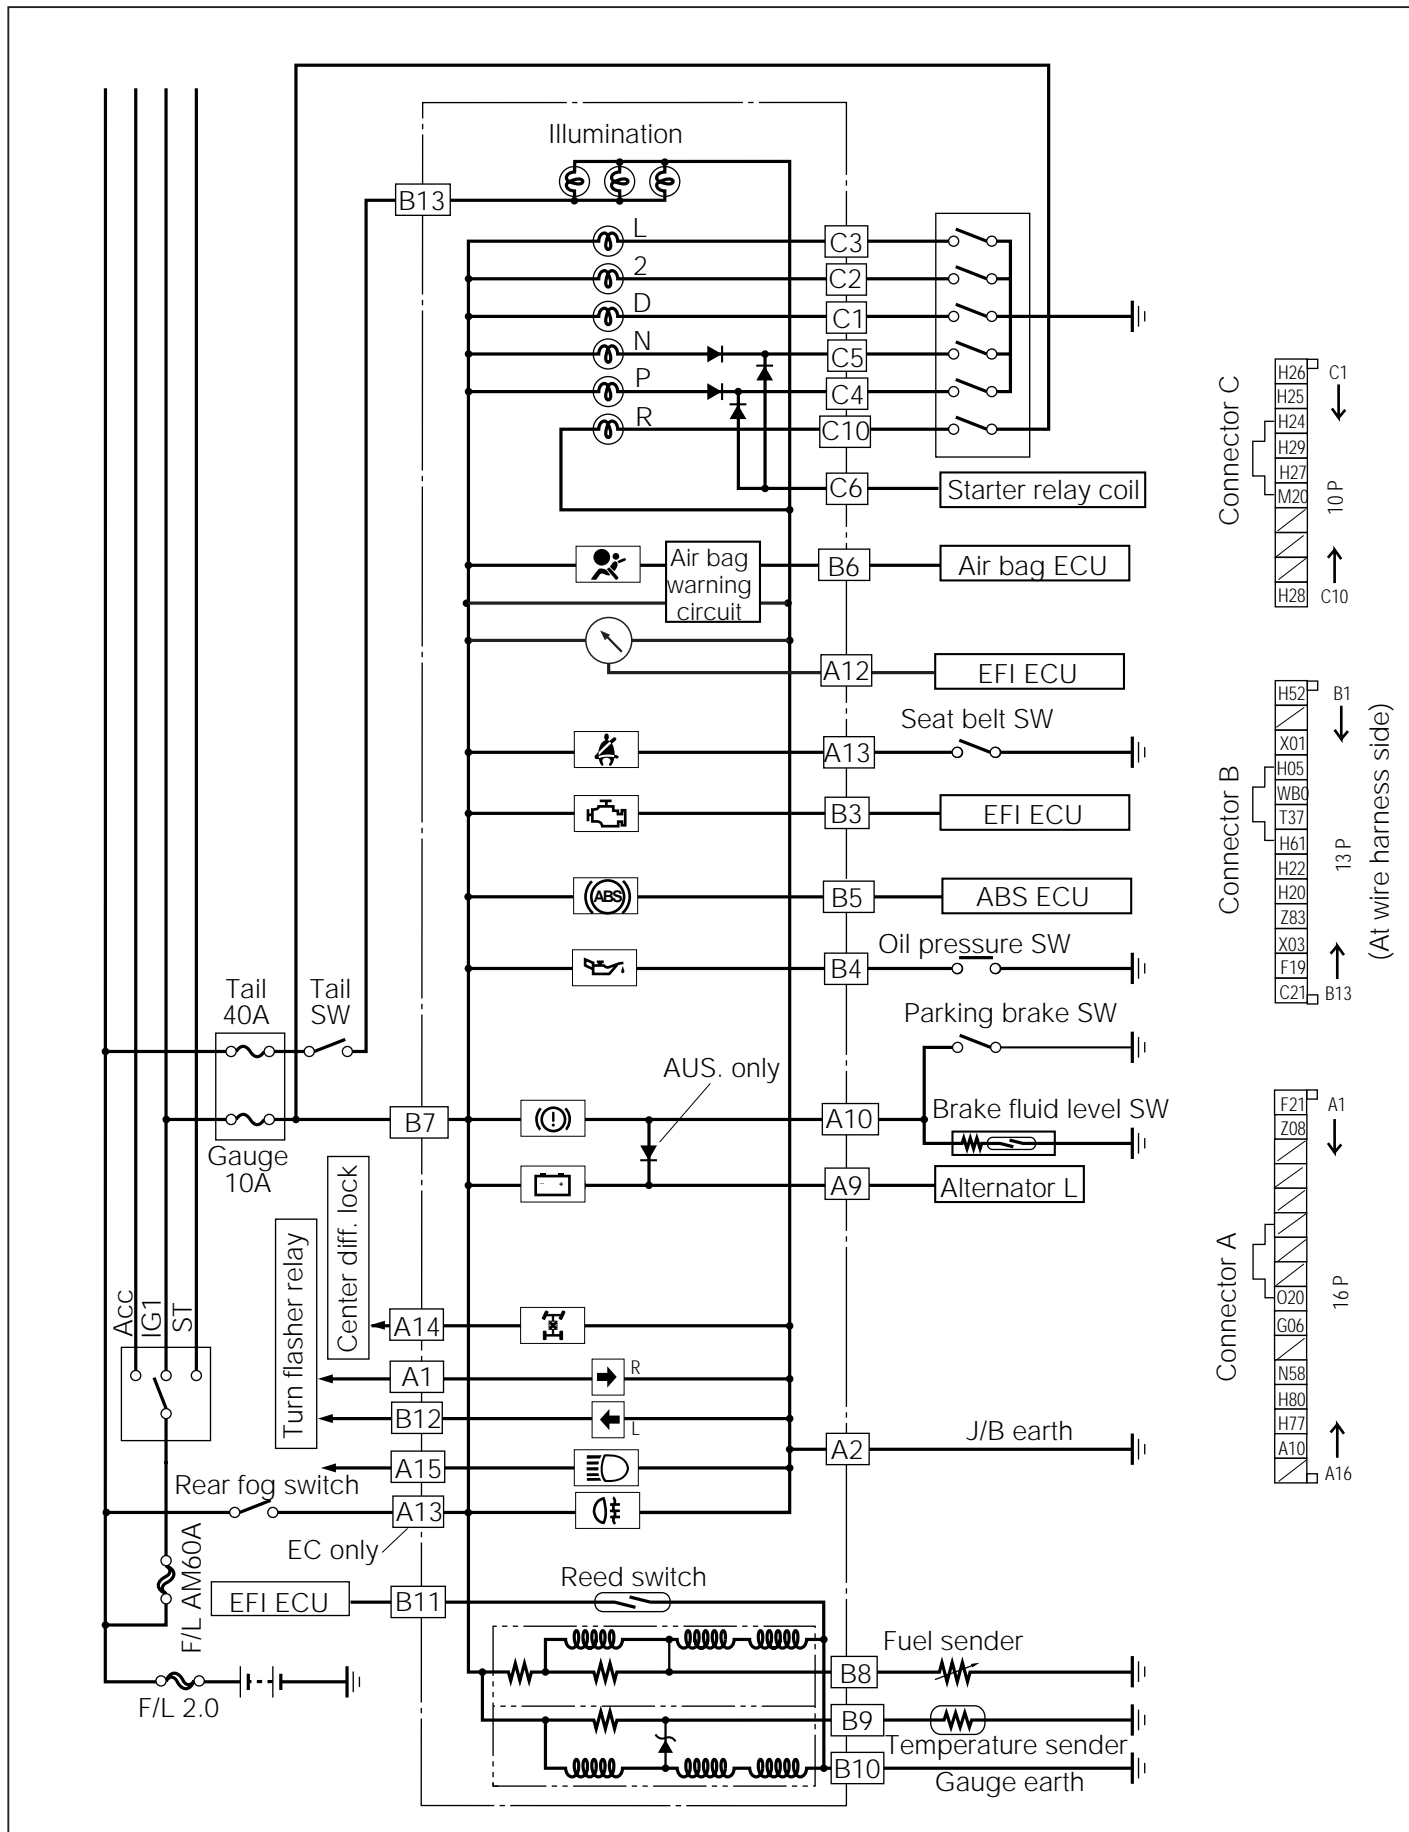 Illumination
B13
L
C3
2
C2
D
C1
N
C5
P
C4
R
C10
C6
Starter relay coil
Air bag
warning
circuit
B6
Air bag ECU
A12
EFI ECU
Seat belt SW
A13
B3
EFI ECU
ABS
B5
ABS ECU
Oil pressure SW
B4
Tail
40A
Tail
SW
Parking brake SW
AUS. only
B7
A10
Brake fluid level SW
Gauge
10A
- +
A9
Alternator L
Turn flasher relay
Center diff. lock
Acc
IG1
ST
A14
A1
R
B12
L
A2
J/B earth
A15
Rear fog switch
A13
EC only
F/L AM60A
EFI ECU
B11
Reed switch
Fuel sender
B8
F/L 2.0
B9
Temperature sender
B10
Gauge earth
Connector C
H26
C1
H25
H24
H29
H27
M20
10 P
H28
C10
Connector B
H52
B1
X01
H05
WB0
T37
H61
13 P
H22
H20
Z83
X03
F19
C21
B13
(At wire harness side)
Connector A
F21
A1
Z08
O20
16 P
G06
N58
H80
H77
A10
A16